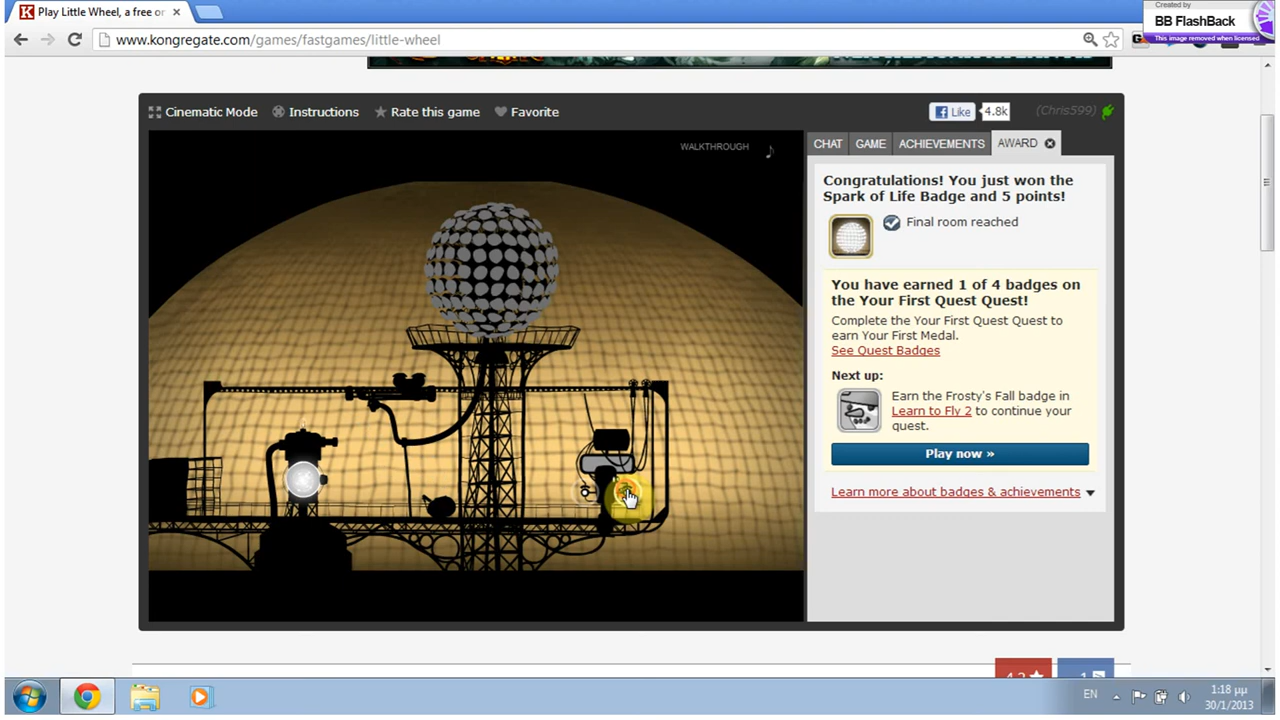 Play Little Wheel, a free or
Created by
BB FlashBack
This image removed when licensed
www.kongregate.com/games/fastgames/little-wheel
Cinematic Mode
Instructions
Rate this game
Favorite
Like
4.8k
(Chris599)
WALKTHROUGH
CHAT
GAME
ACHIEVEMENTS
AWARD
Congratulations! You just won the
Spark of Life Badge and 5 points!
Final room reached
You have earned 1 of 4 badges on
the Your First Quest Quest!
Complete the Your First Quest Quest to
earn Your First Medal.
See Quest Badges
Next up:
Earn the Frosty's Fall badge in
Learn to Fly 2 to continue your
quest.
Play now »
Learn more about badges & achievements
EN
1:18 μμ
30/1/2013